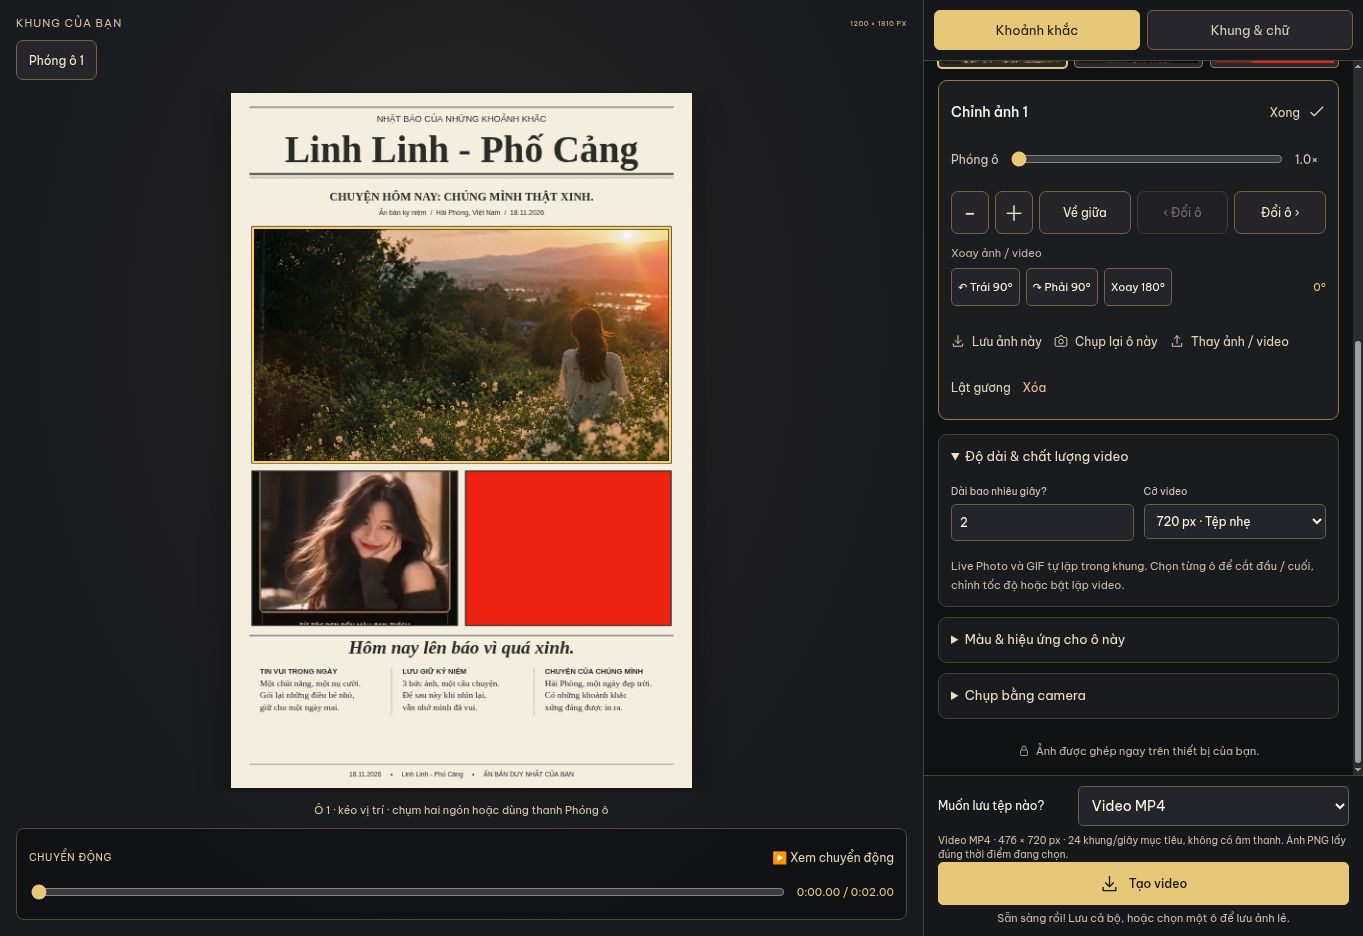 KHUNG CỦA BẠN
1200 × 1810 PX
Phóng ô 1
NHẬT BÁO CỦA NHỮNG KHOẢNH KHẮC
Linh Linh - Phố Cảng
CHUYỆN HÔM NAY: CHÚNG MÌNH THẬT XINH.
Ấn bản kỷ niệm / Hải Phòng, Việt Nam / 18.11.2026
Hôm nay lên báo vì quá xinh.
TIN VUI TRONG NGÀY
Một chút nắng, một nụ cười.
Gói lại những điều bé nhỏ,
giữ cho một ngày mai.
LƯU GIỮ KỶ NIỆM
3 bức ảnh, một câu chuyện.
Để sau này khi nhìn lại,
vẫn nhớ mình đã vui.
CHUYỆN CỦA CHÚNG MÌNH
Hải Phòng, một ngày đẹp trời.
Có những khoảnh khắc
xứng đáng được in ra.
18.11.2026 • Linh Linh - Phố Cảng • ẤN BẢN DUY NHẤT CỦA BẠN
Ô 1 · kéo vị trí · chụm hai ngón hoặc dùng thanh Phóng ô
CHUYỂN ĐỘNG
▶️ Xem chuyển động
0:00.00 / 0:02.00
Khoảnh khắc
Khung & chữ
Chỉnh ảnh 1
Xong
Phóng ô
1.0×
- + Về giữa ‹ Đổi ô Đổi ô ›
Xoay ảnh / video
↶ Trái 90° ↷ Phải 90° Xoay 180° 0°
Lưu ảnh này Chụp lại ô này Thay ảnh / video
Lật gương Xóa
▼ Độ dài & chất lượng video
Dài bao nhiêu giây? Cỡ video
2 720 px · Tệp nhẹ
Live Photo và GIF tự lặp trong khung. Chọn từng ô để cắt đầu / cuối,
chỉnh tốc độ hoặc bật lặp video.
▶ Màu & hiệu ứng cho ô này
▶ Chụp bằng camera
Ảnh được ghép ngay trên thiết bị của bạn.
Muốn lưu tệp nào?
Video MP4
Video MP4 · 476 × 720 px · 24 khung/giây mục tiêu, không có âm thanh. Ảnh PNG lấy
đúng thời điểm đang chọn.
Tạo video
Sẵn sàng rồi! Lưu cả bộ, hoặc chọn một ô để lưu ảnh lẻ.